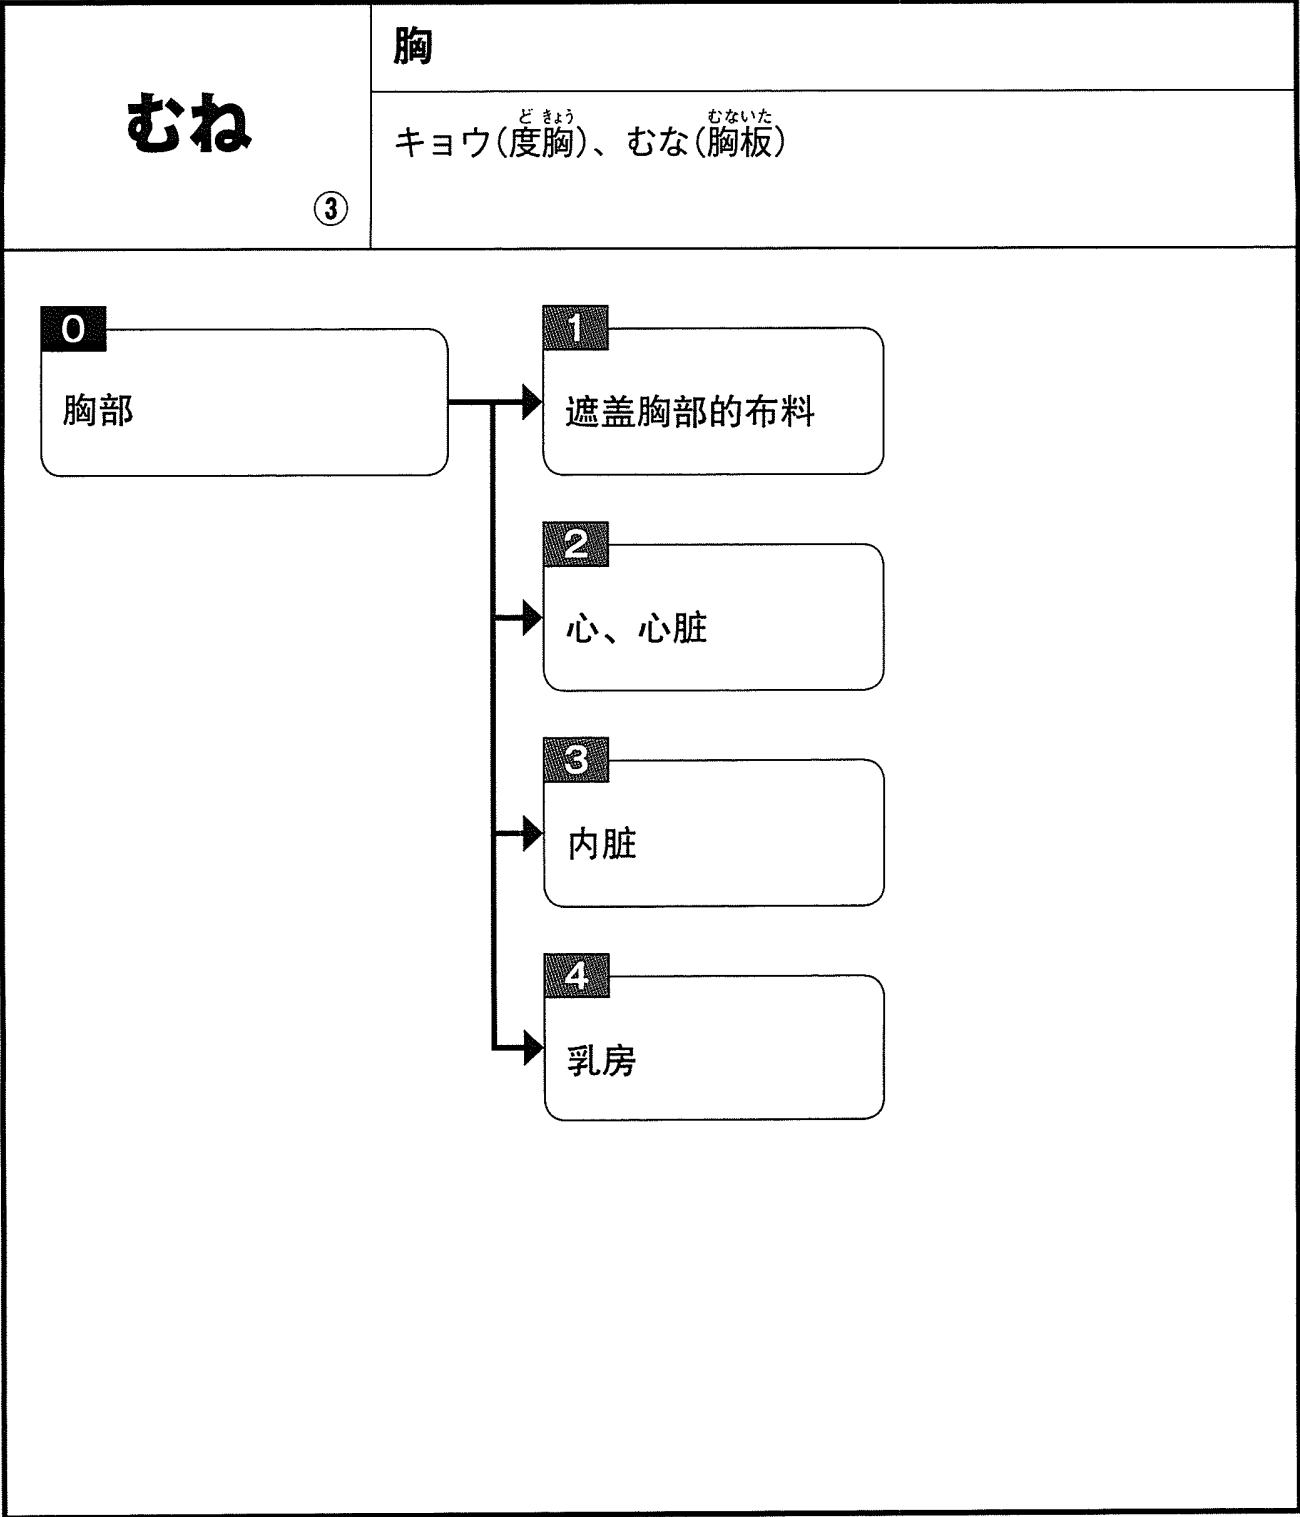 むね
③
胸
キョウ(度胸)、むな(胸板)
どきょう むないた
0
胸部
1
遮盖胸部的布料
2
心、心脏
3
内脏
4
乳房